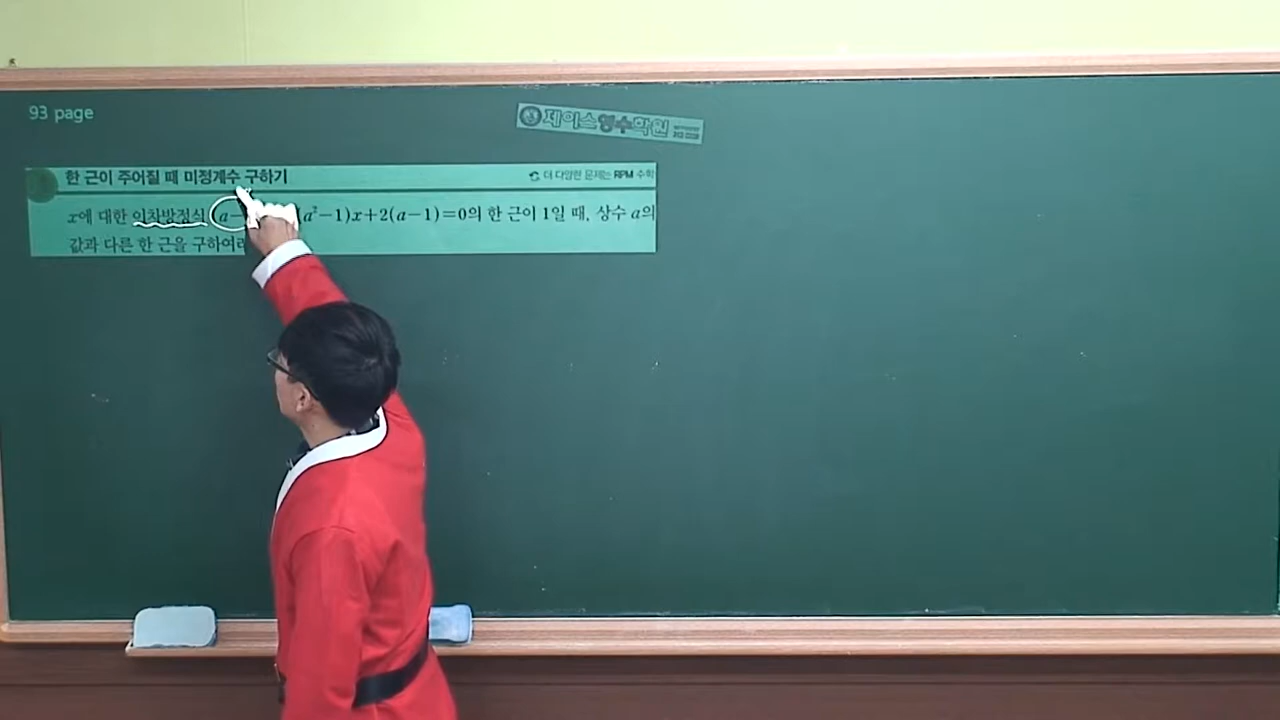 93 page
제이스영수학원
한 근이 주어질 때 미정계수 구하기
더 다양한 문제는 RPM 수학
x에 대한 이차방정식 (a− (a²−1)x+2(a−1)=0의 한 근이 1일 때, 상수 a의
값과 다른 한 근을 구하여라